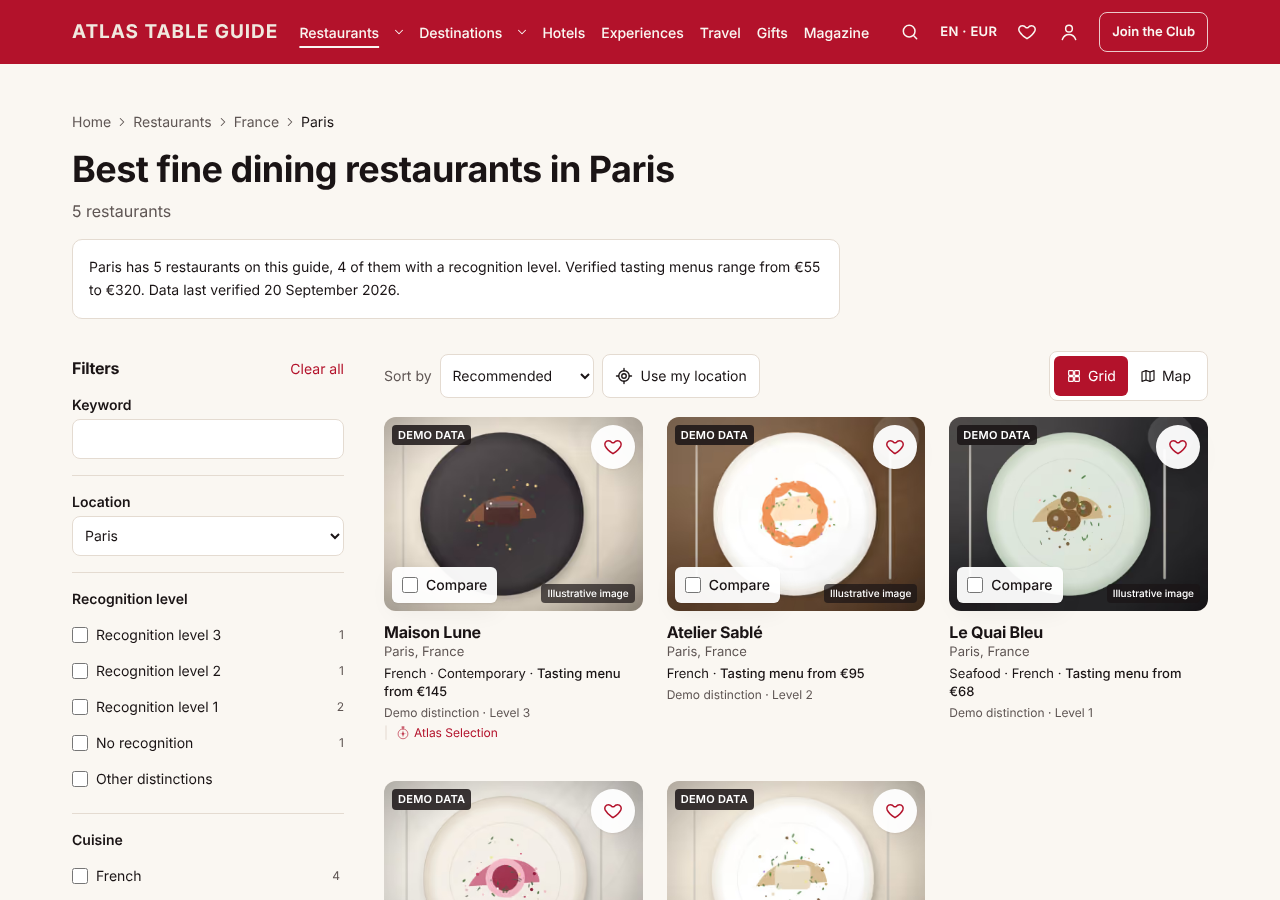 ATLAS TABLE GUIDE
Restaurants
Destinations
Hotels
Experiences
Travel
Gifts
Magazine
EN · EUR
Join the Club
Home
Restaurants
France
Paris
Best fine dining restaurants in Paris
5 restaurants
Paris has 5 restaurants on this guide, 4 of them with a recognition level. Verified tasting menus range from €55
to €320. Data last verified 20 September 2026.
Filters
Clear all
Keyword
Location
Paris
Recognition level
Recognition level 3
1
Recognition level 2
1
Recognition level 1
2
No recognition
1
Other distinctions
Cuisine
French
4
Sort by
Recommended
Use my location
Grid
Map
DEMO DATA
Compare
Illustrative image
Maison Lune
Paris, France
French · Contemporary · Tasting menu
from €145
Demo distinction · Level 3
Atlas Selection
DEMO DATA
Compare
Illustrative image
Atelier Sablé
Paris, France
French · Tasting menu from €95
Demo distinction · Level 2
DEMO DATA
Compare
Illustrative image
Le Quai Bleu
Paris, France
Seafood · French · Tasting menu from
€68
Demo distinction · Level 1
DEMO DATA
DEMO DATA